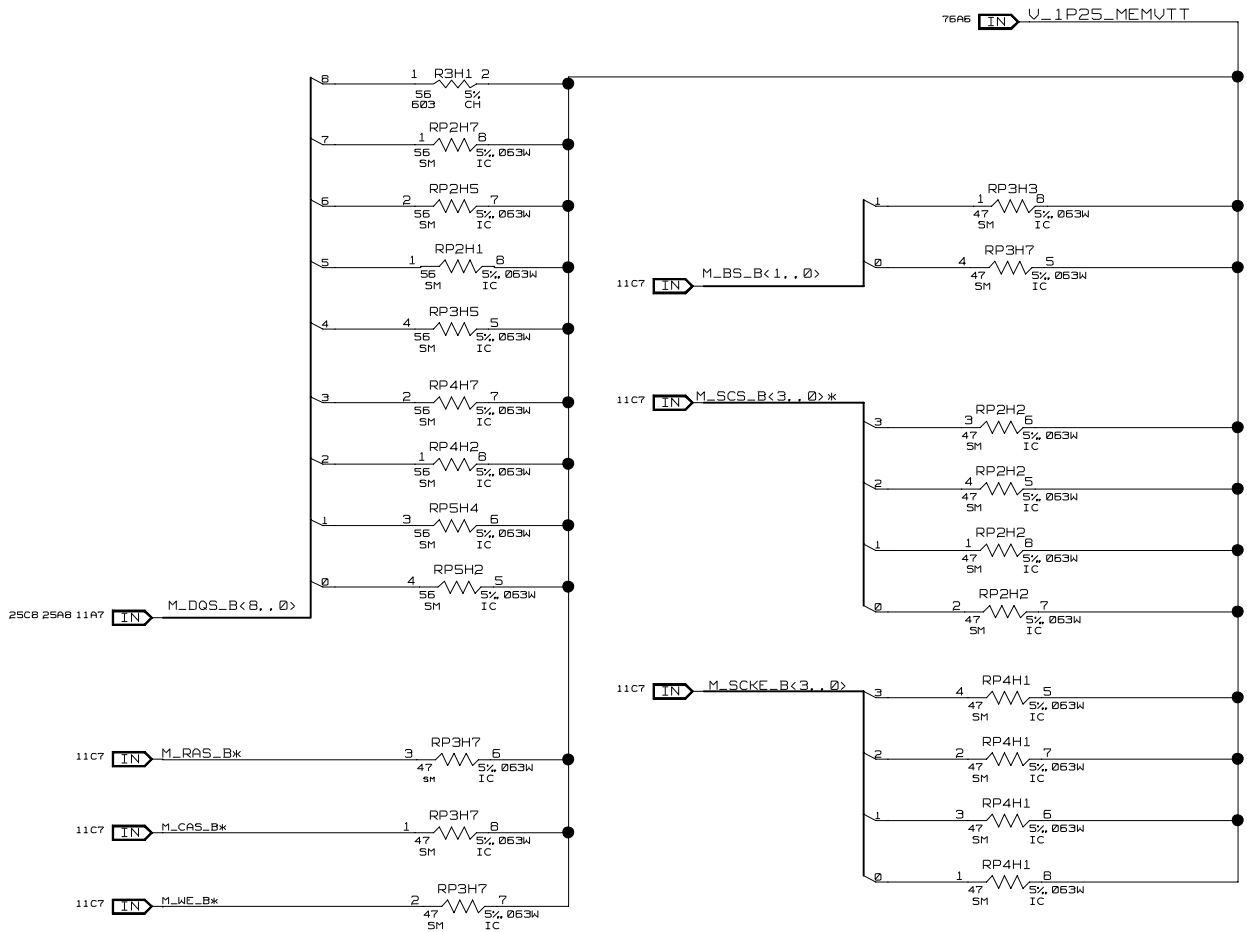 76A6 IN V_1P25_MEMVTT
8 1 R3H1 2
56 5%
603 CH
7 1 RP2H7 8
56 5%,.063W
SM IC
6 2 RP2H5 7
56 5%,.063W
SM IC
5 1 RP2H1 8
56 5%,.063W
SM IC
4 4 RP3H5 5
56 5%,.063W
SM IC
3 2 RP4H7 7
56 5%,.063W
SM IC
2 1 RP4H2 8
56 5%,.063W
SM IC
1 3 RP5H4 6
56 5%,.063W
SM IC
0 4 RP5H2 5
56 5%,.063W
SM IC
25C8 25A8 11A7 IN M_DQS_B<8..0>
11C7 IN M_RAS_B* 3 RP3H7 6
47 5%,.063W
SM IC
11C7 IN M_CAS_B* 1 RP3H7 8
47 5%,.063W
SM IC
11C7 IN M_WE_B* 2 RP3H7 7
47 5%,.063W
SM IC
1 1 RP3H3 8
47 5%,.063W
SM IC
0 4 RP3H7 5
47 5%,.063W
SM IC
11C7 IN M_BS_B<1..0>
11C7 IN M_SCS_B<3..0>*
3 3 RP2H2 6
47 5%,.063W
SM IC
2 4 RP2H2 5
47 5%,.063W
SM IC
1 1 RP2H2 8
47 5%,.063W
SM IC
0 2 RP2H2 7
47 5%,.063W
SM IC
11C7 IN M_SCKE_B<3..0>
3 4 RP4H1 5
47 5%,.063W
SM IC
2 2 RP4H1 7
47 5%,.063W
SM IC
1 3 RP4H1 6
47 5%,.063W
SM IC
0 1 RP4H1 8
47 5%,.063W
SM IC